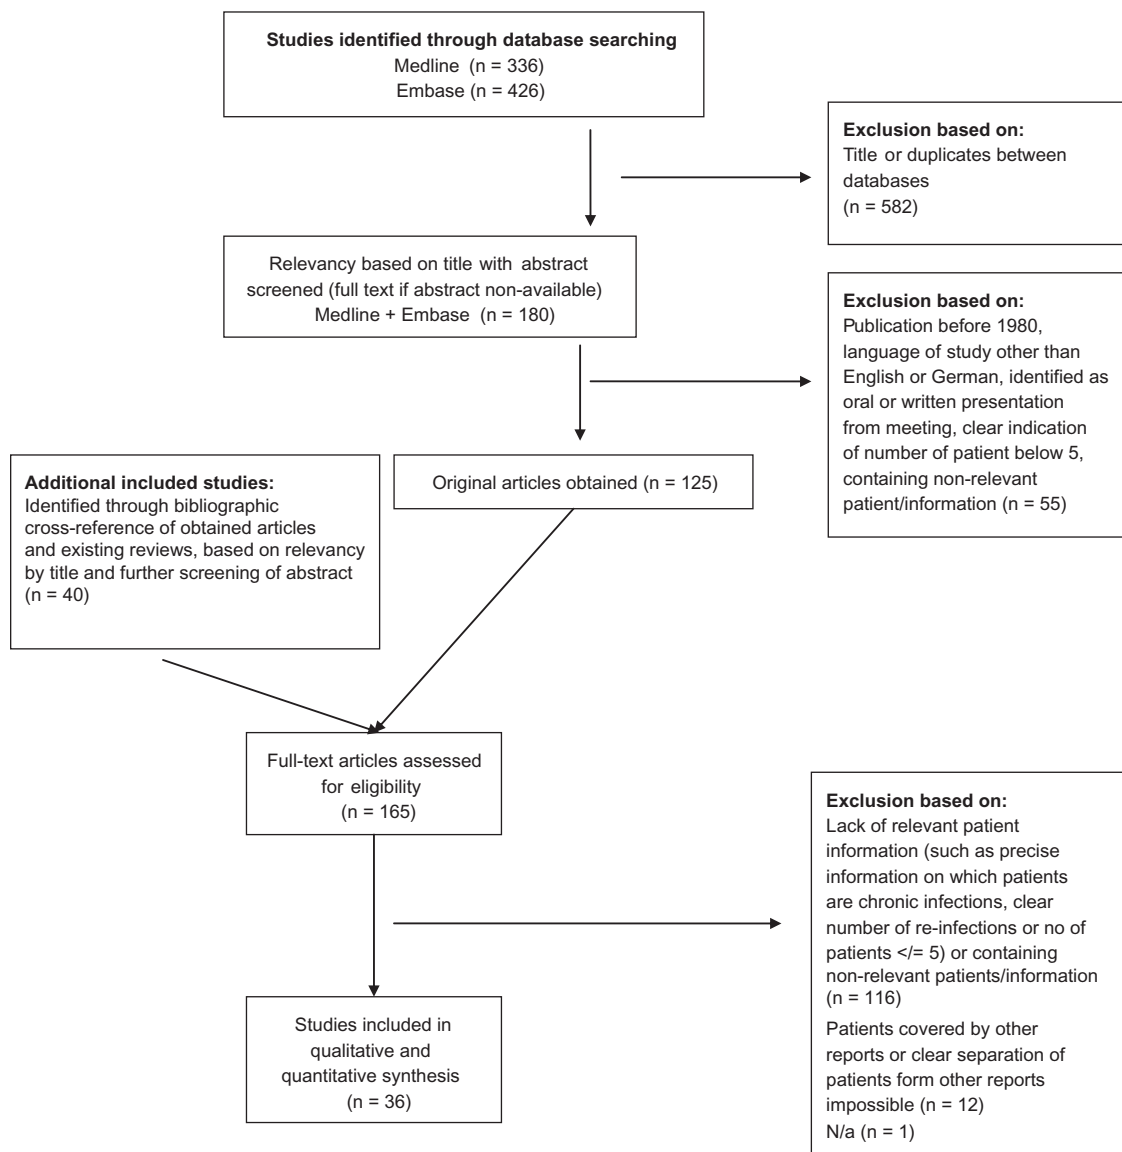 Studies identified through database searching
Medline (n = 336)
Embase (n = 426)
Exclusion based on:
Title or duplicates between
databases
(n = 582)
Relevancy based on title with abstract
screened (full text if abstract non-available)
Medline + Embase (n = 180)
Exclusion based on:
Publication before 1980,
language of study other than
English or German, identified as
oral or written presentation
from meeting, clear indication
of number of patient below 5,
containing non-relevant
patient/information (n = 55)
Additional included studies:
Identified through bibliographic
cross-reference of obtained articles
and existing reviews, based on relevancy
by title and further screening of abstract
(n = 40)
Original articles obtained (n = 125)
Full-text articles assessed
for eligibility
(n = 165)
Exclusion based on:
Lack of relevant patient
information (such as precise
information on which patients
are chronic infections, clear
number of re-infections or no of
patients </= 5) or containing
non-relevant patients/information
(n = 116)
Patients covered by other
reports or clear separation of
patients form other reports
impossible (n = 12)
N/a (n = 1)
Studies included in
qualitative and
quantitative synthesis
(n = 36)